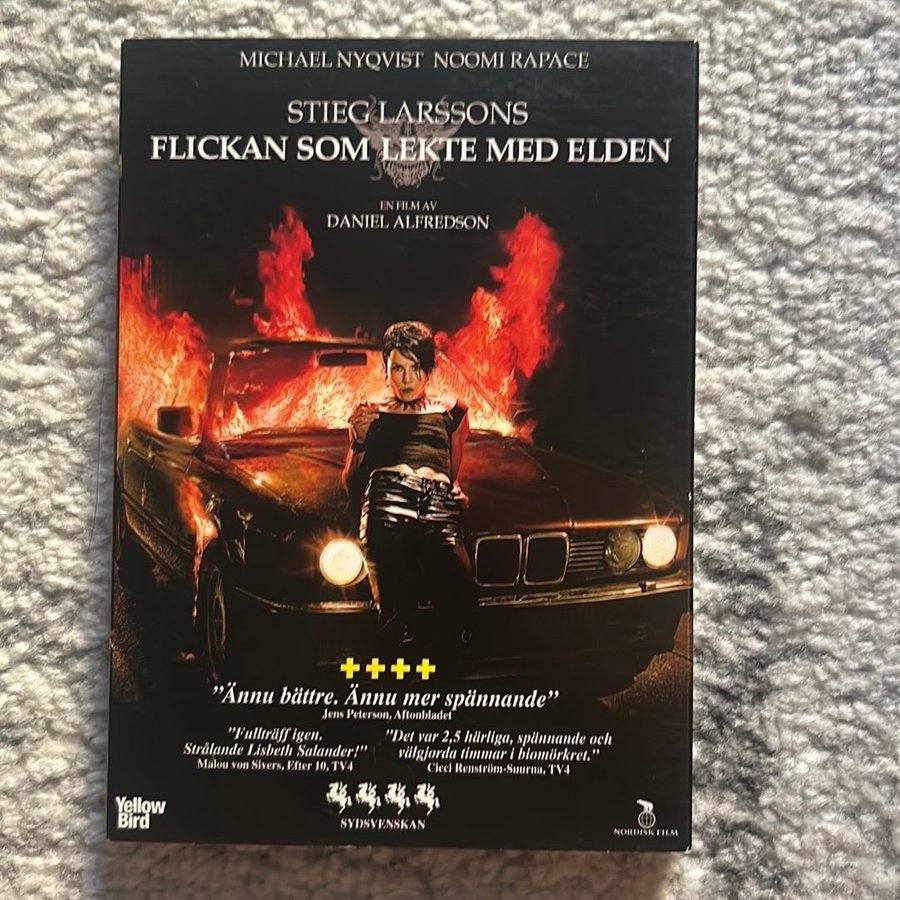 MICHAEL NYQVIST NOOMI RAPACE
STIEG LARSSONS
FLICKAN SOM LEKTE MED ELDEN
EN FILM AV
DANIEL ALFREDSON
"Ännu bättre. Ännu mer spännande"
Jens Peterson, Aftonbladet
"Fullträff igen.
Strålande Lisbeth Salander!"
Malou von Sivers, Efter 10, TV4
"Det var 2,5 härliga, spännande och
välgjorda timmar i biomörkret."
Cicci Renström-Suurna, TV4
SYDSVENSKAN
Yellow
Bird
NORDISK FILM